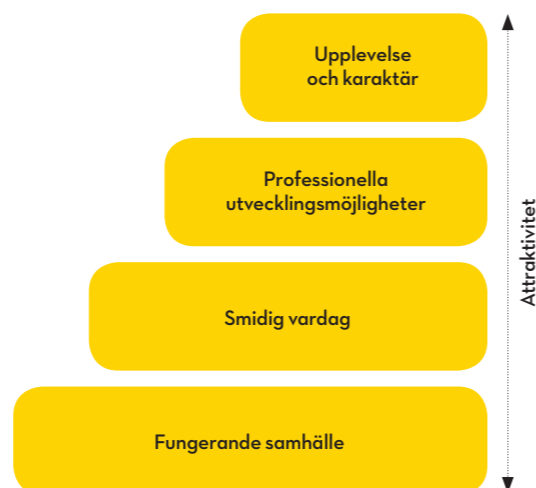 Upplevelse
och karaktär
Professionella
utvecklingsmöjligheter
Smidig vardag
Fungerande samhälle
Attraktivitet